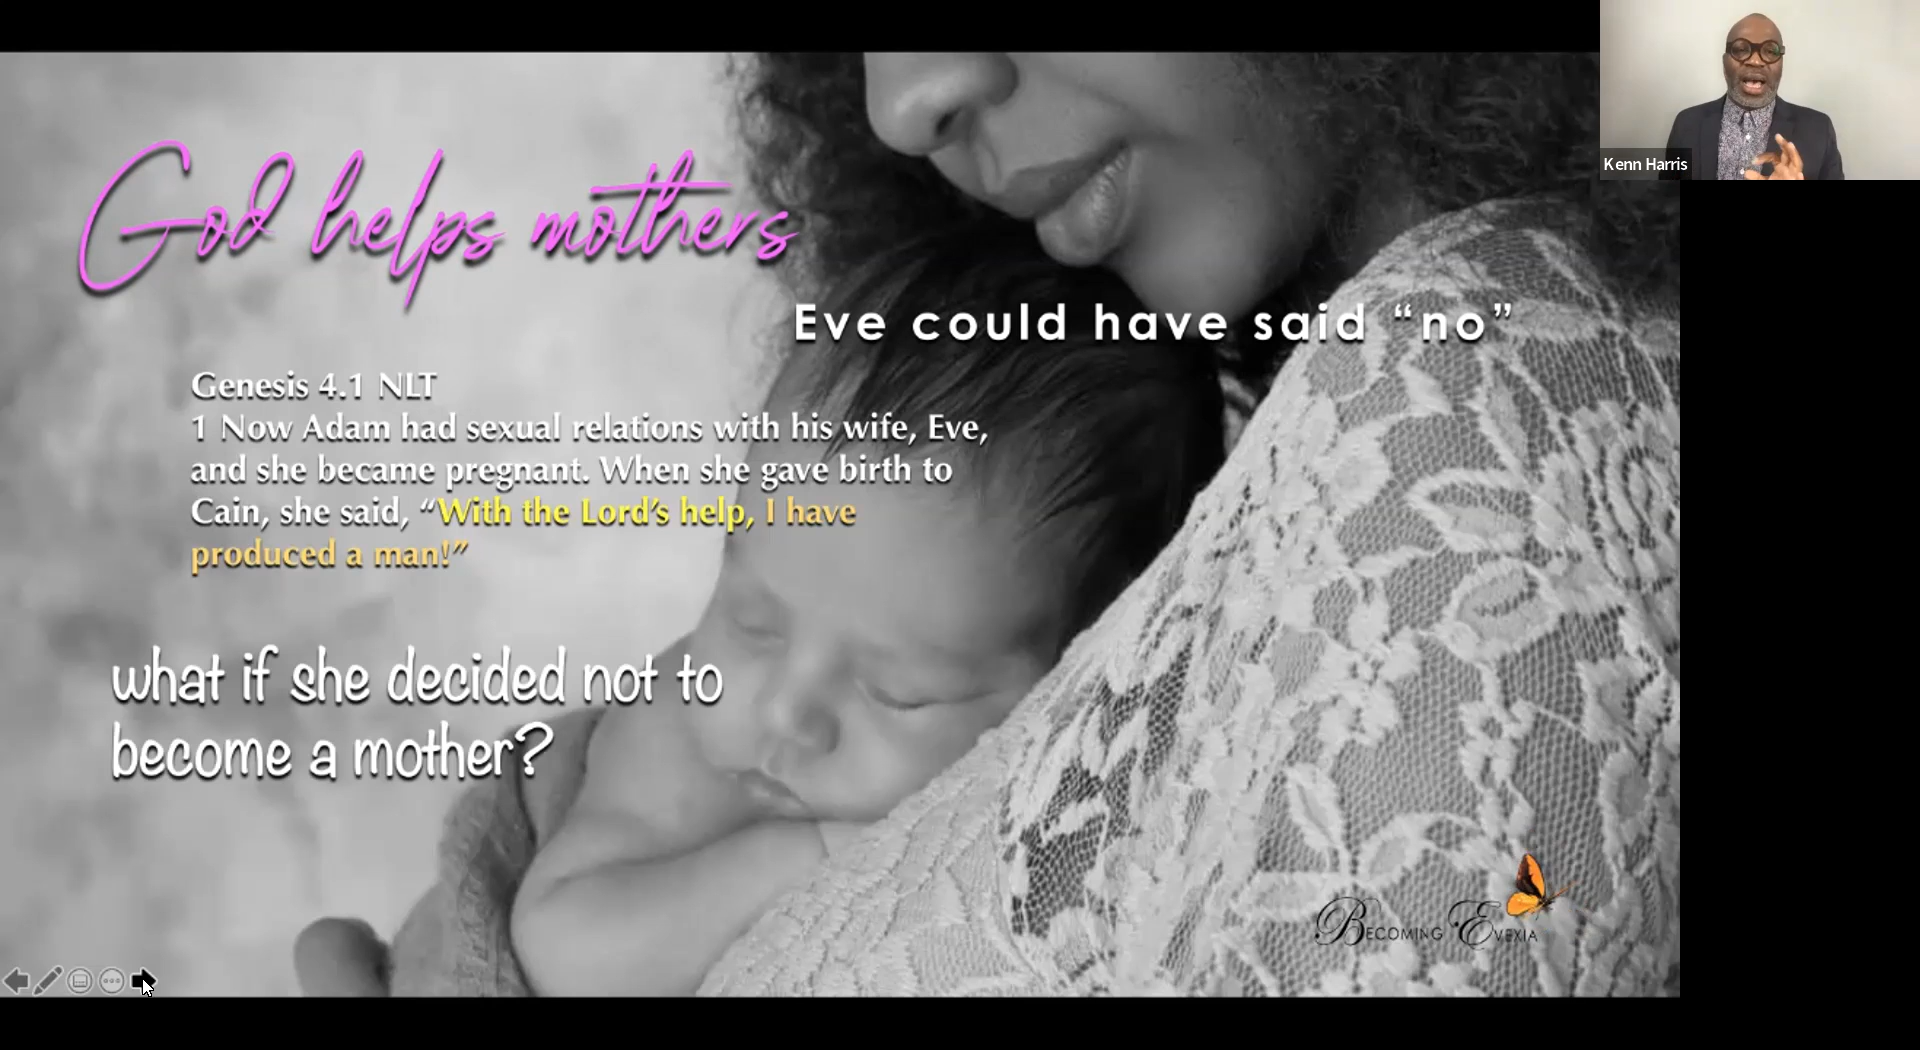 Kenn Harris
God helps mothers
Eve could have said “no”
Genesis 4.1 NLT
1 Now Adam had sexual relations with his wife, Eve,
and she became pregnant. When she gave birth to
Cain, she said, “With the Lord’s help, I have
produced a man!”
what if she decided not to
become a mother?
Becoming Evexia